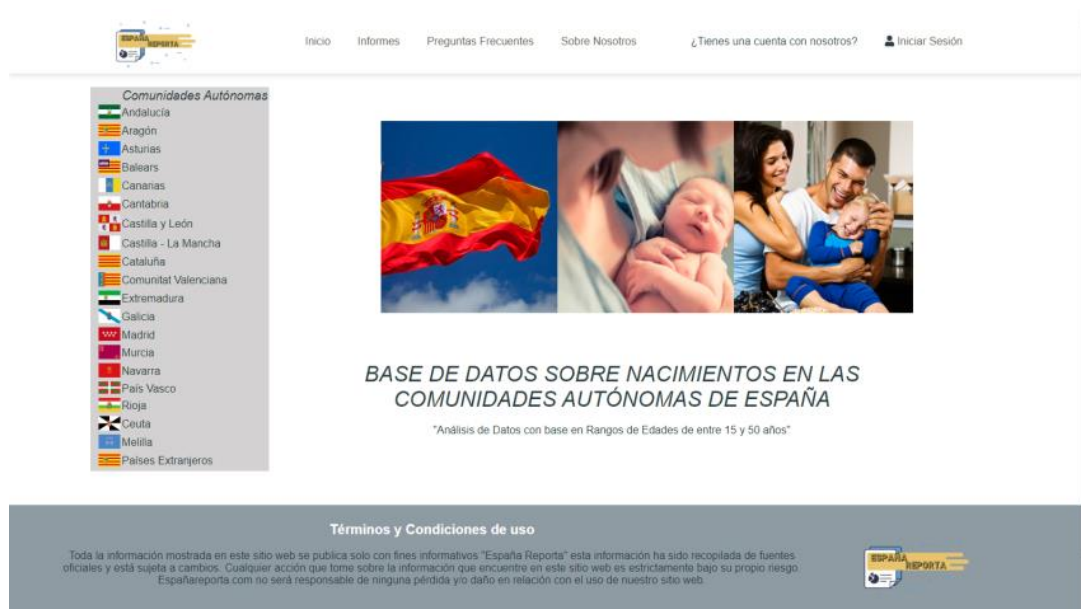 ESPAÑA
REPORTA
Inicio
Informes
Preguntas Frecuentes
Sobre Nosotros
¿Tienes una cuenta con nosotros?
Iniciar Sesión
Comunidades Autónomas
Andalucía
Aragón
Asturias
Balears
Canarias
Cantabria
Castilla y León
Castilla - La Mancha
Cataluña
Comunitat Valenciana
Extremadura
Galicia
Madrid
Murcia
Navarra
País Vasco
Rioja
Ceuta
Melilla
Países Extranjeros
BASE DE DATOS SOBRE NACIMIENTOS EN LAS
COMUNIDADES AUTÓNOMAS DE ESPAÑA
"Análisis de Datos con base en Rangos de Edades de entre 15 y 50 años"
Términos y Condiciones de uso
Toda la información mostrada en este sitio web se publica solo con fines informativos "España Reporta" esta información ha sido recopilada de fuentes
oficiales y está sujeta a cambios. Cualquier acción que tome sobre la información que encuentre en este sitio web es estrictamente bajo su propio riesgo.
Españareporta.com no será responsable de ninguna pérdida y/o daño en relación con el uso de nuestro sitio web.
ESPAÑA
REPORTA